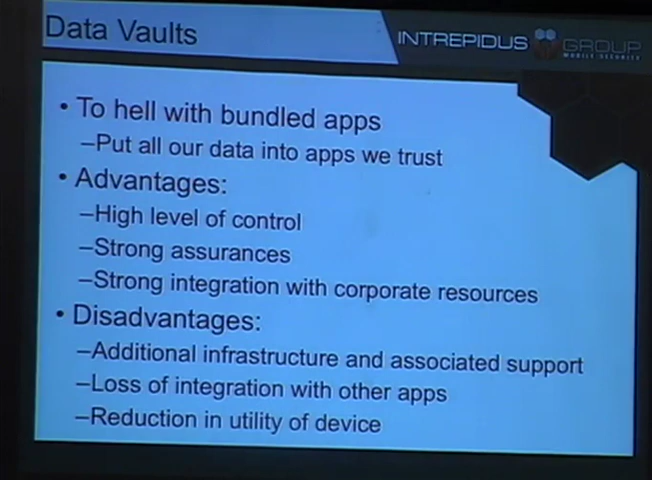 Data Vaults
INTREPIDUS GROUP
MOBILE SECURITY
• To hell with bundled apps
–Put all our data into apps we trust
• Advantages:
–High level of control
–Strong assurances
–Strong integration with corporate resources
• Disadvantages:
–Additional infrastructure and associated support
–Loss of integration with other apps
–Reduction in utility of device